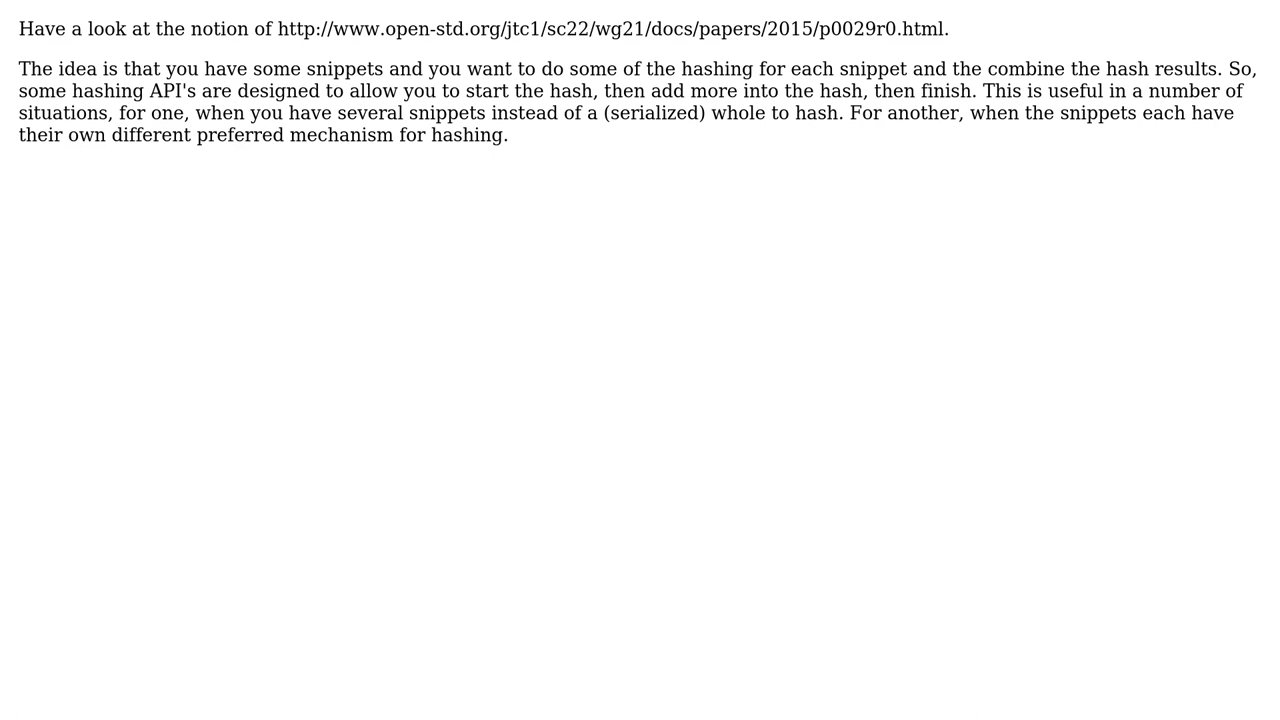 Have a look at the notion of http://www.open-std.org/jtc1/sc22/wg21/docs/papers/2015/p0029r0.html.
The idea is that you have some snippets and you want to do some of the hashing for each snippet and the combine the hash results. So,
some hashing API's are designed to allow you to start the hash, then add more into the hash, then finish. This is useful in a number of
situations, for one, when you have several snippets instead of a (serialized) whole to hash. For another, when the snippets each have
their own different preferred mechanism for hashing.